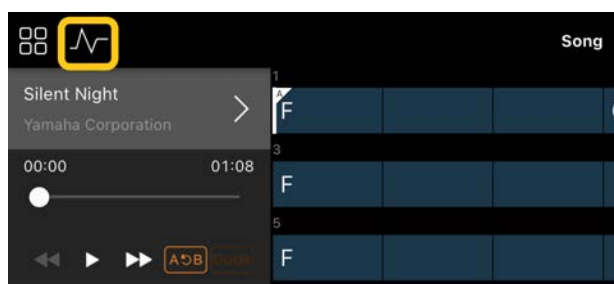 Song
Silent Night
Yamaha Corporation
00:00 01:08
A B
1
A
F
3
F
5
F